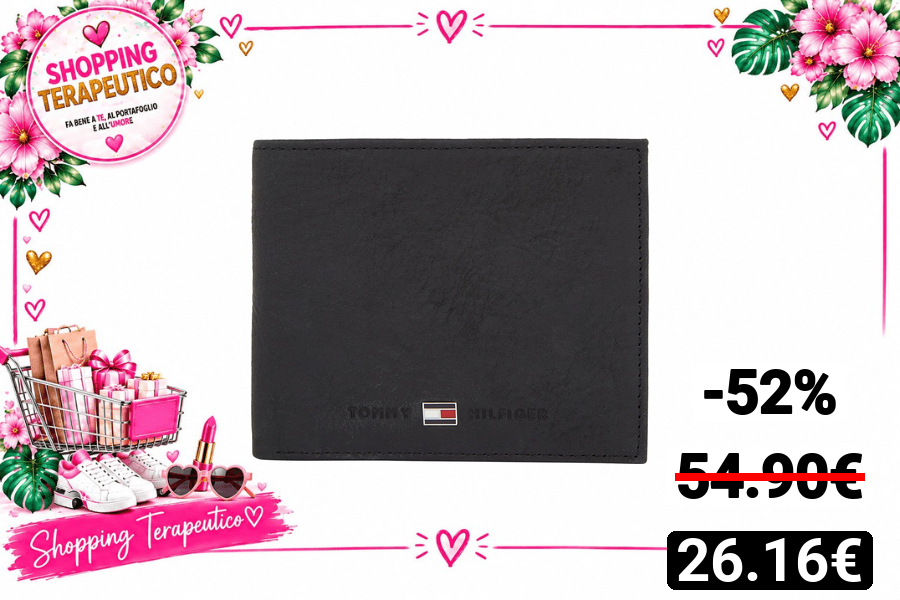 SHOPPING
TERAPEUTICO
FA BENE A TE, AL PORTAFOGLIO
E ALL'UMORE
TOMMY HILFIGER
-52%
54.90€
26.16€
Shopping Terapeutico